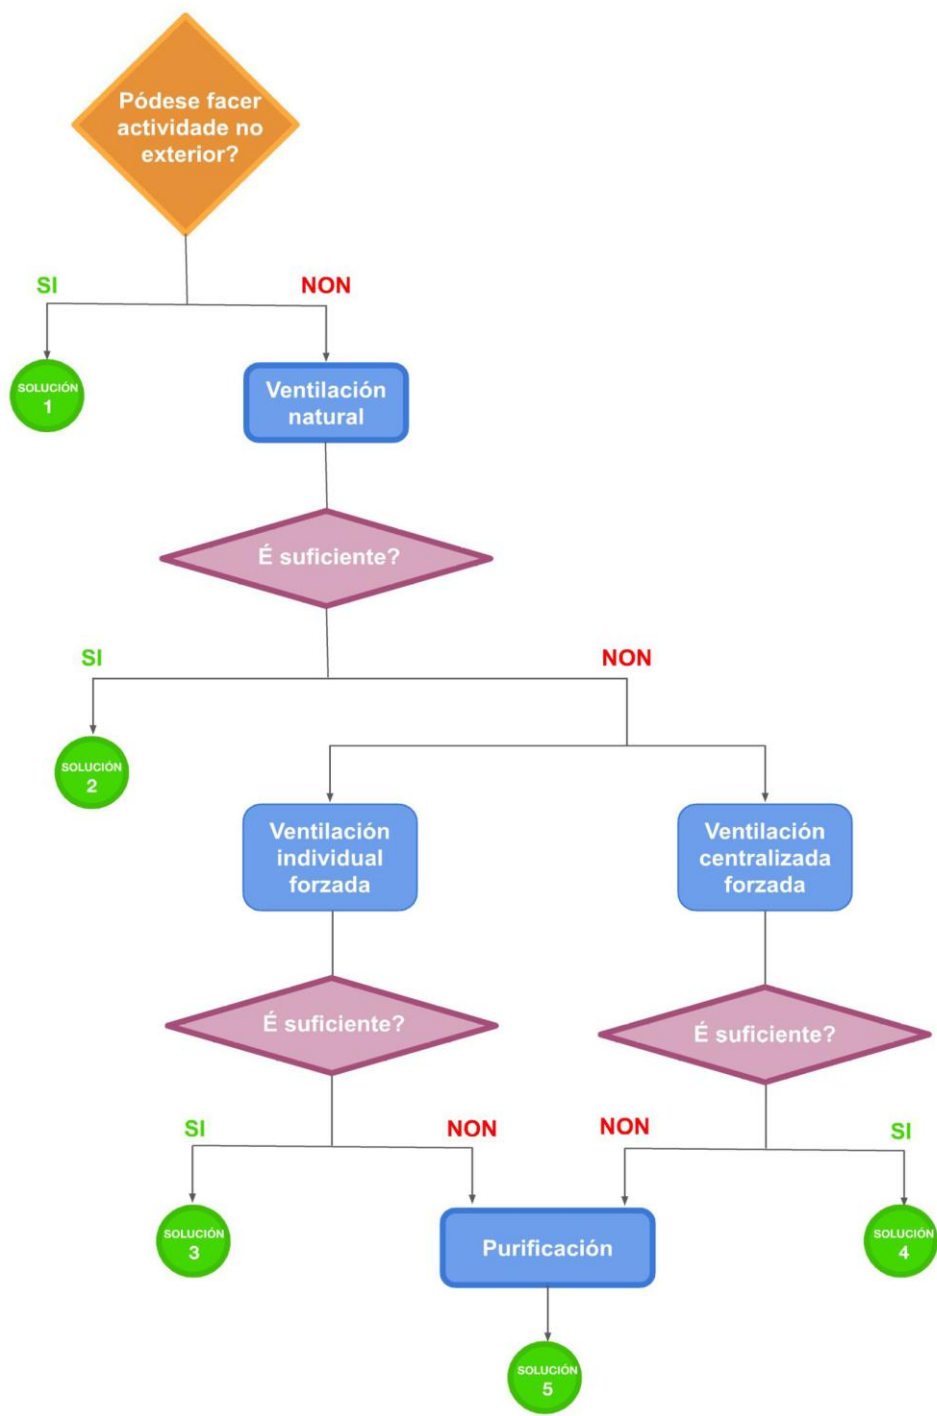 Pódese facer
actividade no
exterior?
SI
NON
SOLUCIÓN
1
Ventilación
natural
É suficiente?
SI
NON
SOLUCIÓN
2
Ventilación
individual
forzada
Ventilación
centralizada
forzada
É suficiente?
É suficiente?
SI
NON
NON
SI
SOLUCIÓN
3
Purificación
SOLUCIÓN
4
SOLUCIÓN
5